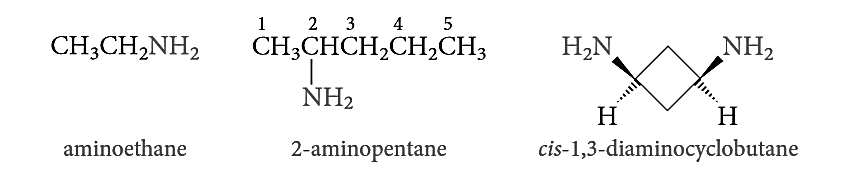 1 2 3 4 5
CH₃CH₂NH₂ CH₃CHCH₂CH₂CH₃ H₂N NH₂
NH₂ H H
aminoethane 2-aminopentane cis-1,3-diaminocyclobutane